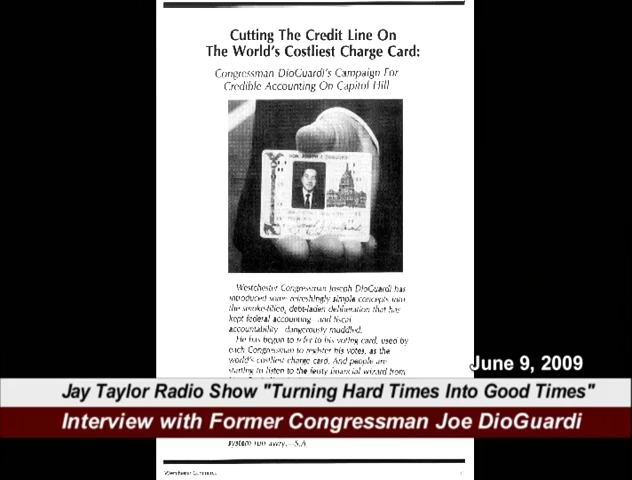 Cutting The Credit Line On
The World's Costliest Charge Card:
Congressman DioGuardi's Campaign For
Credible Accounting On Capitol Hill
HON. JOSEPH J. DIOGUARDI
Westchester Congressman Joseph DioGuardi has
introduced some refreshingly simple concepts into
the smoke-filled, debt-laden deliberation that has
kept federal accounting and fiscal
accountability dangerously muddled.
He has begun to refer to his voting card, used by
each Congressman to register his votes, as the
world's costliest charge card. And people are
starting to listen to the feisty financial wizard from
June 9, 2009
Jay Taylor Radio Show "Turning Hard Times Into Good Times"
Interview with Former Congressman Joe DioGuardi
system run awry.—S.A.